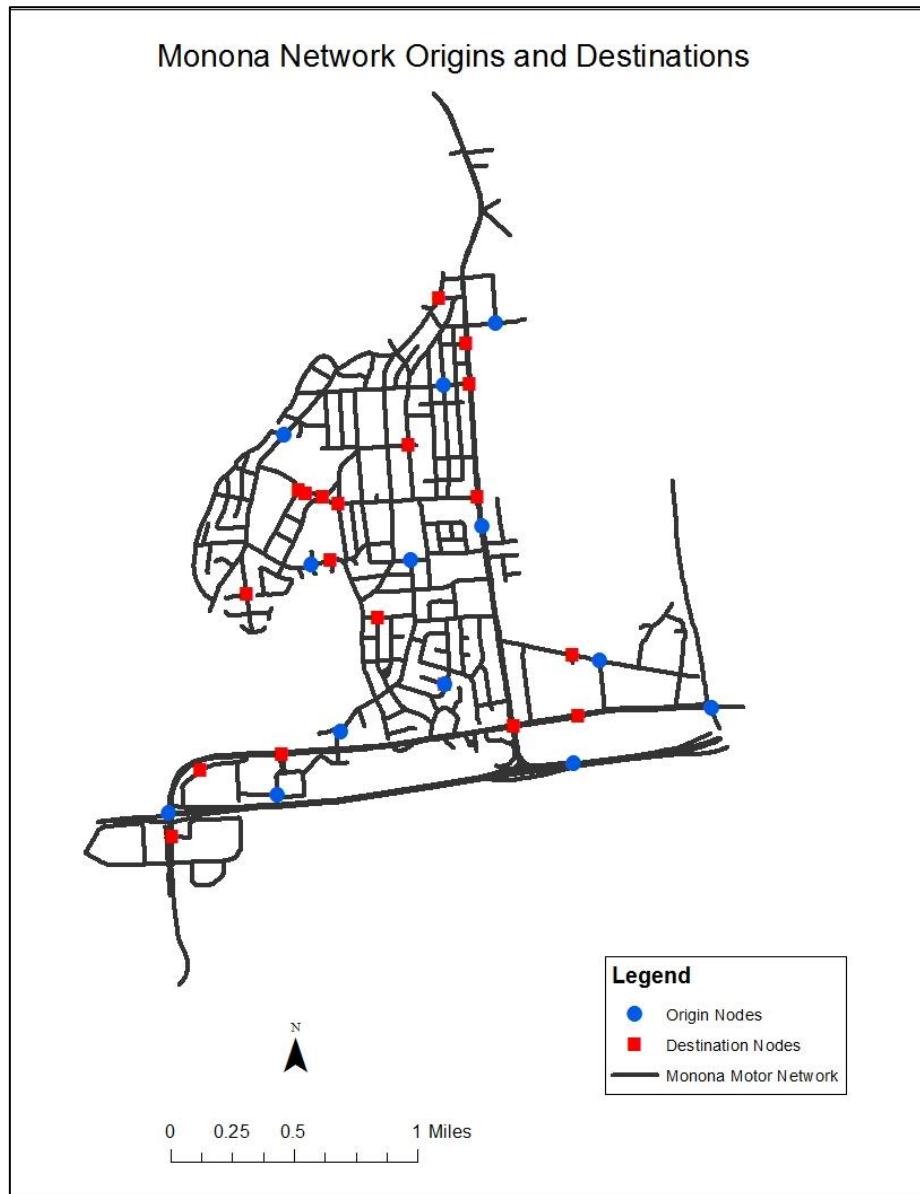 Monona Network Origins and Destinations
Legend
Origin Nodes
Destination Nodes
Monona Motor Network
N
0 0.25 0.5 1 Miles